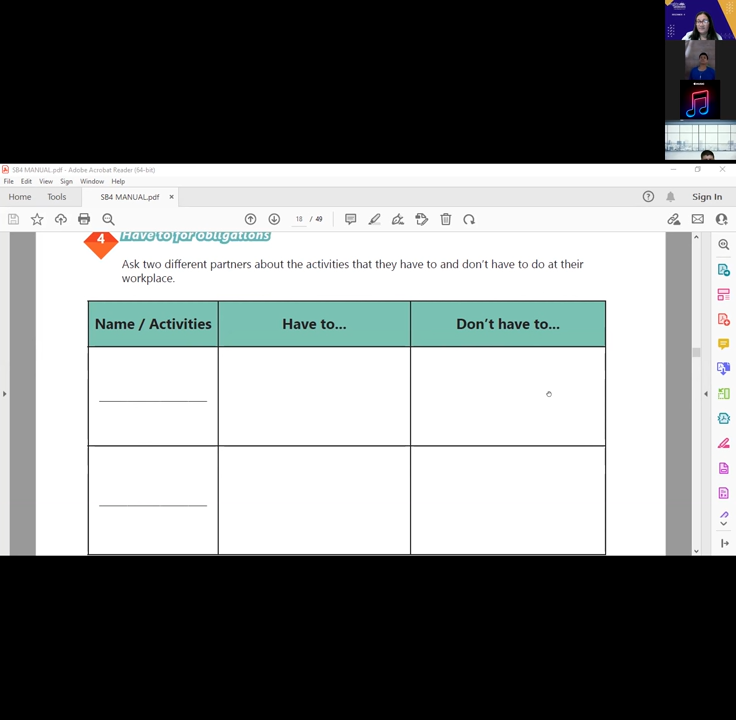 SB4 MANUAL.pdf - Adobe Acrobat Reader (64-bit)
File Edit View Sign Window Help
Home Tools SB4 MANUAL.pdf × Sign In
18 / 49
4 Have to for obligations
Ask two different partners about the activities that they have to and don't have to do at their
workplace.
Name / Activities Have to... Don't have to...